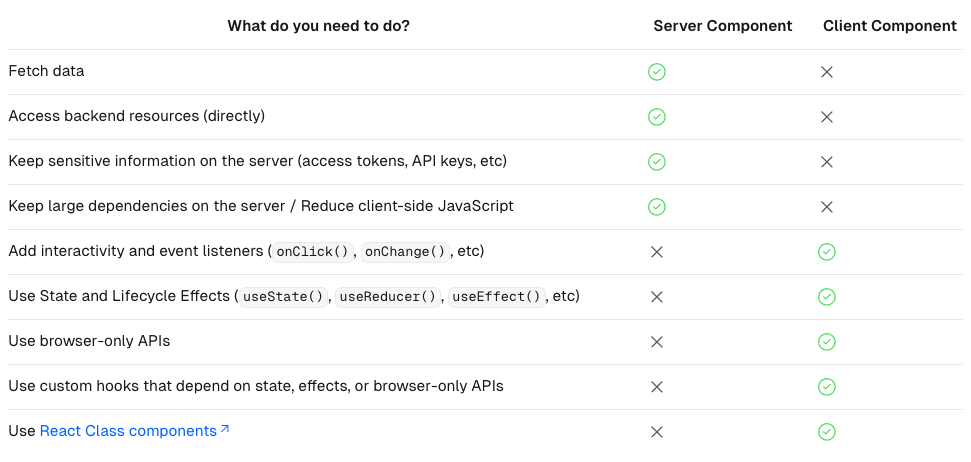 What do you need to do? Server Component Client Component
Fetch data
Access backend resources (directly)
Keep sensitive information on the server (access tokens, API keys, etc)
Keep large dependencies on the server / Reduce client-side JavaScript
Add interactivity and event listeners ( onClick() , onChange() , etc)
Use State and Lifecycle Effects ( useState() , useReducer() , useEffect() , etc)
Use browser-only APIs
Use custom hooks that depend on state, effects, or browser-only APIs
Use React Class components